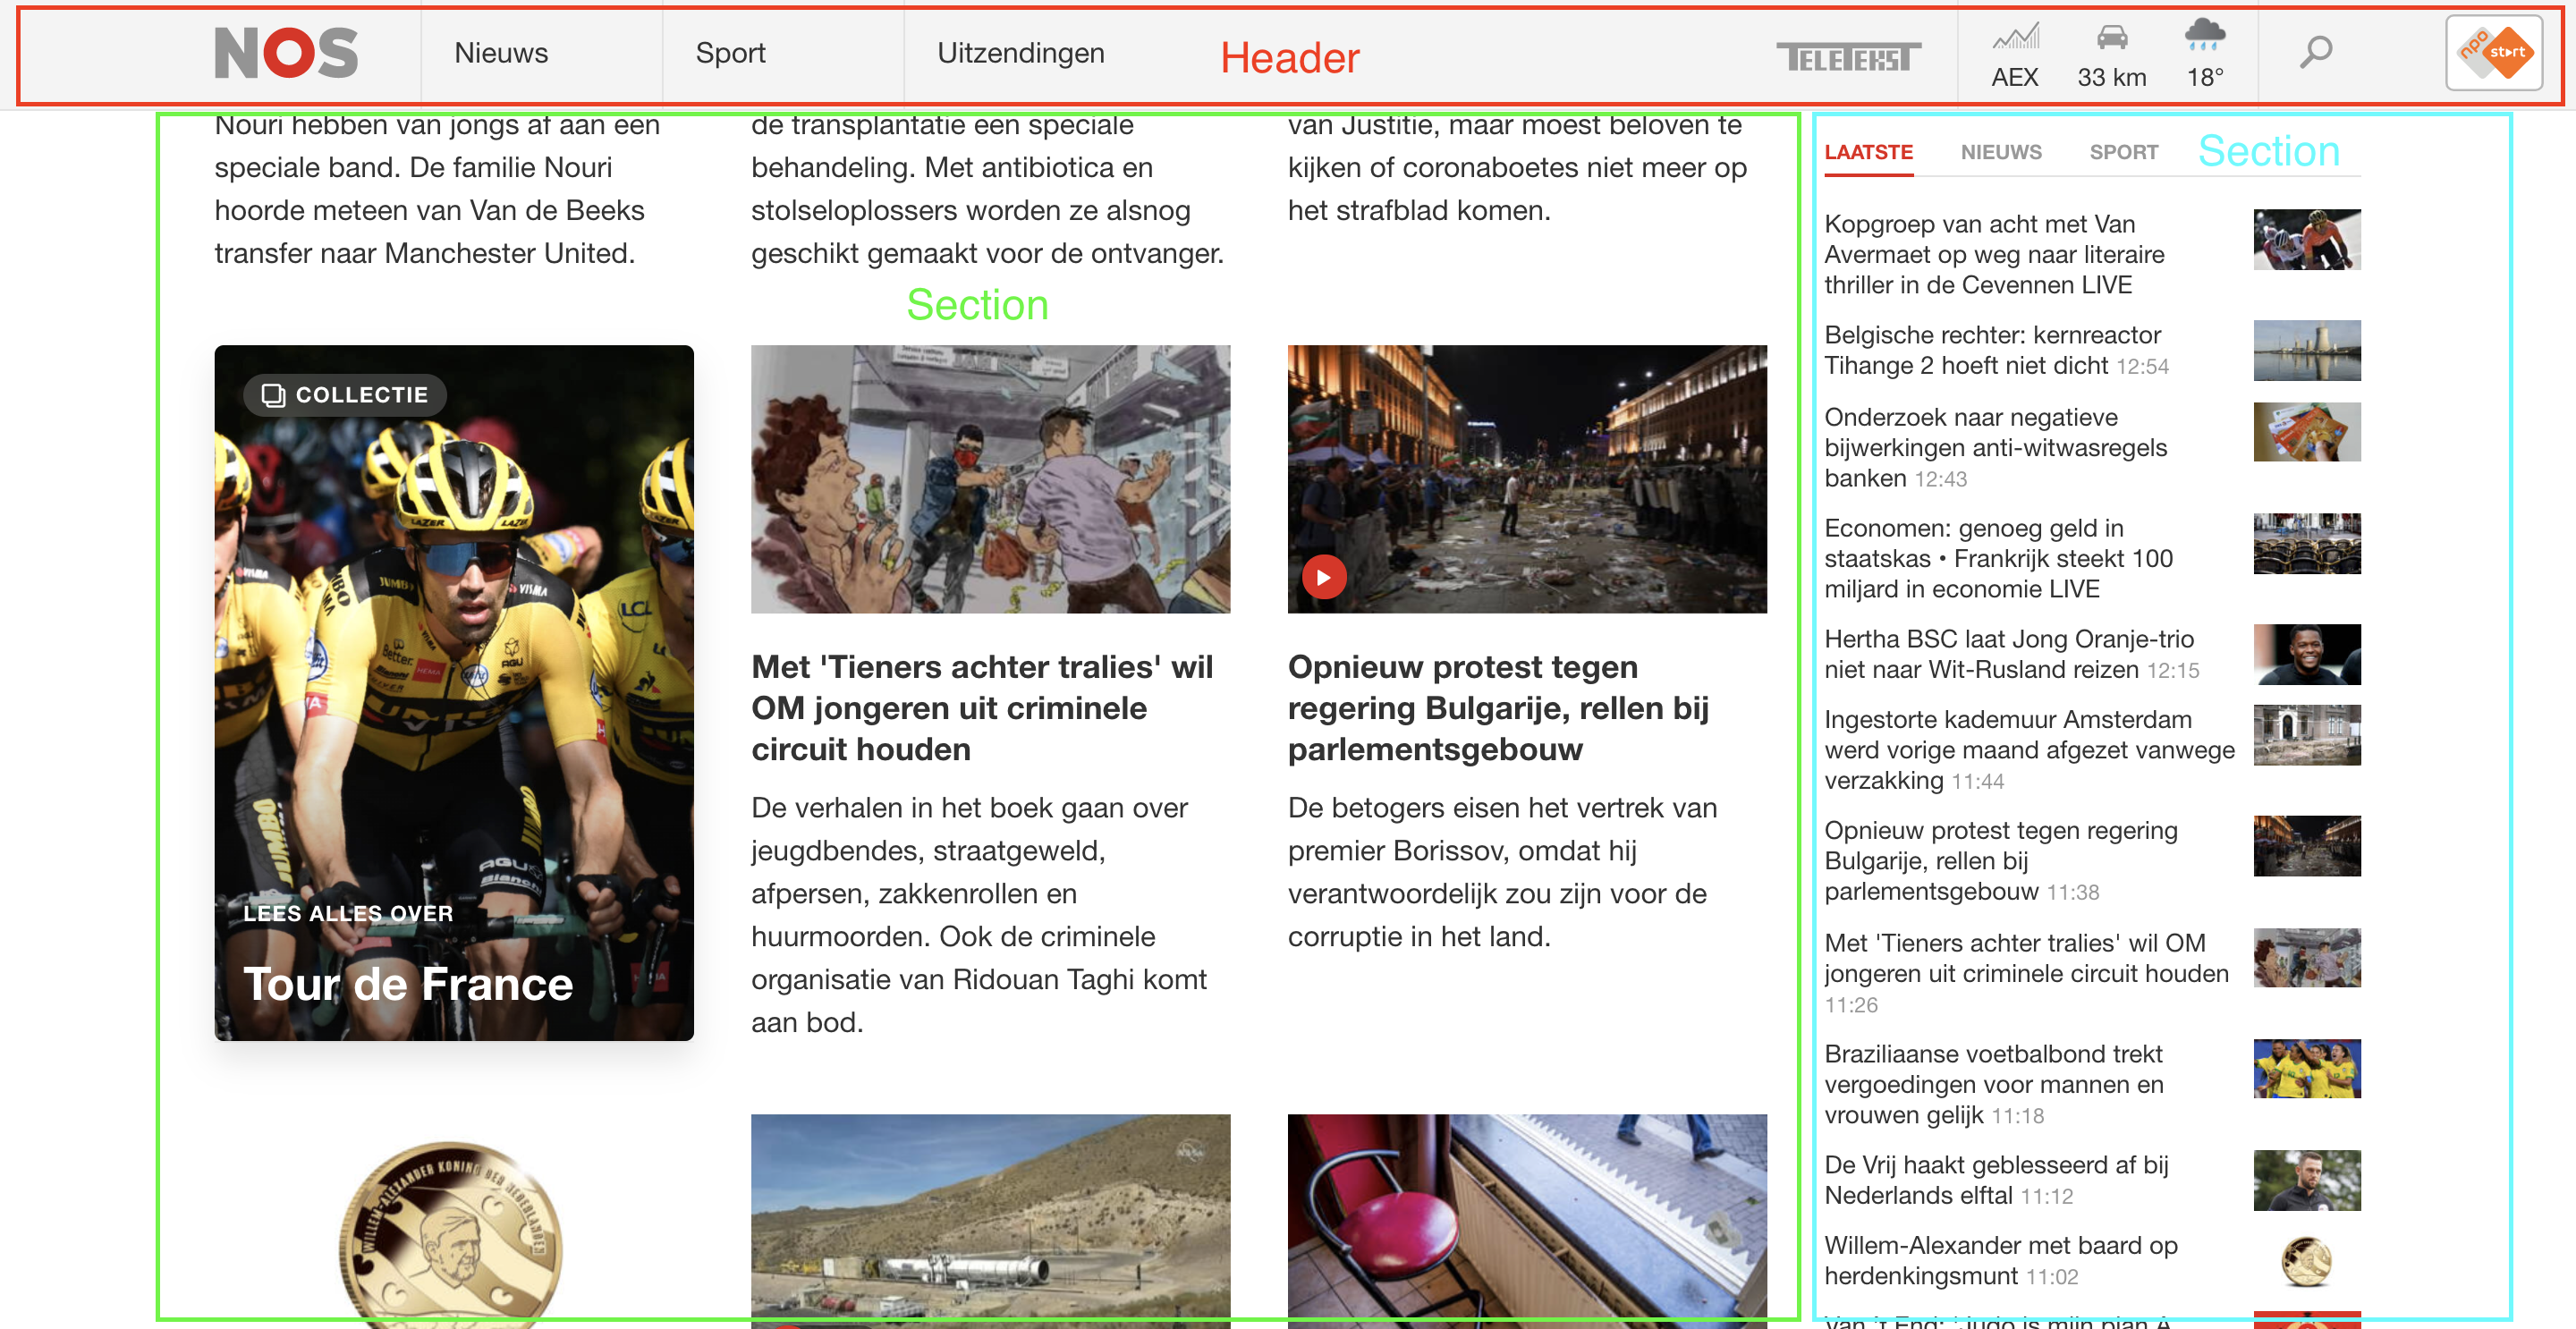 NOS
Nieuws
Sport
Uitzendingen
Header
TELETEKST
AEX
33 km
18°
npo
start
Nouri hebben van jongs af aan een
speciale band. De familie Nouri
hoorde meteen van Van de Beeks
transfer naar Manchester United.
de transplantatie een speciale
behandeling. Met antibiotica en
stolseloplossers worden ze alsnog
geschikt gemaakt voor de ontvanger.
van Justitie, maar moest beloven te
kijken of coronaboetes niet meer op
het strafblad komen.
Section
COLLECTIE
LEES ALLES OVER
Tour de France
Met 'Tieners achter tralies' wil
OM jongeren uit criminele
circuit houden
De verhalen in het boek gaan over
jeugdbendes, straatgeweld,
afpersen, zakkenrollen en
huurmoorden. Ook de criminele
organisatie van Ridouan Taghi komt
aan bod.
Opnieuw protest tegen
regering Bulgarije, rellen bij
parlementsgebouw
De betogers eisen het vertrek van
premier Borissov, omdat hij
verantwoordelijk zou zijn voor de
corruptie in het land.
WILLEM-ALEXANDER KONING DER NEDERLANDEN
LAATSTE
NIEUWS
SPORT
Section
Kopgroep van acht met Van
Avermaet op weg naar literaire
thriller in de Cevennen LIVE
Belgische rechter: kernreactor
Tihange 2 hoeft niet dicht 12:54
Onderzoek naar negatieve
bijwerkingen anti-witwasregels
banken 12:43
Economen: genoeg geld in
staatskas • Frankrijk steekt 100
miljard in economie LIVE
Hertha BSC laat Jong Oranje-trio
niet naar Wit-Rusland reizen 12:15
Ingestorte kademuur Amsterdam
werd vorige maand afgezet vanwege
verzakking 11:44
Opnieuw protest tegen regering
Bulgarije, rellen bij
parlementsgebouw 11:38
Met 'Tieners achter tralies' wil OM
jongeren uit criminele circuit houden
11:26
Braziliaanse voetbalbond trekt
vergoedingen voor mannen en
vrouwen gelijk 11:18
De Vrij haakt geblesseerd af bij
Nederlands elftal 11:12
Willem-Alexander met baard op
herdenkingsmunt 11:02
Van 't End: 'Judo is mijn plan A